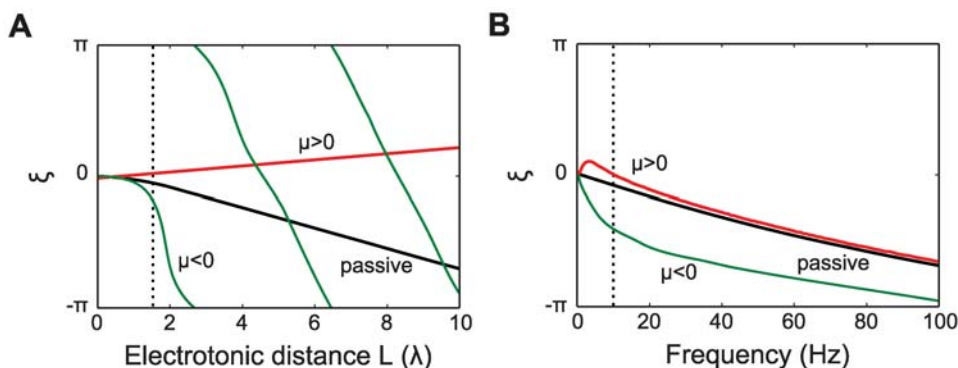 A
π
0
-π
ξ
μ>0
μ<0
passive
0
2
4
6
8
10
Electrotonic distance L (λ)
B
π
0
-π
ξ
μ>0
μ<0
passive
0
20
40
60
80
100
Frequency (Hz)